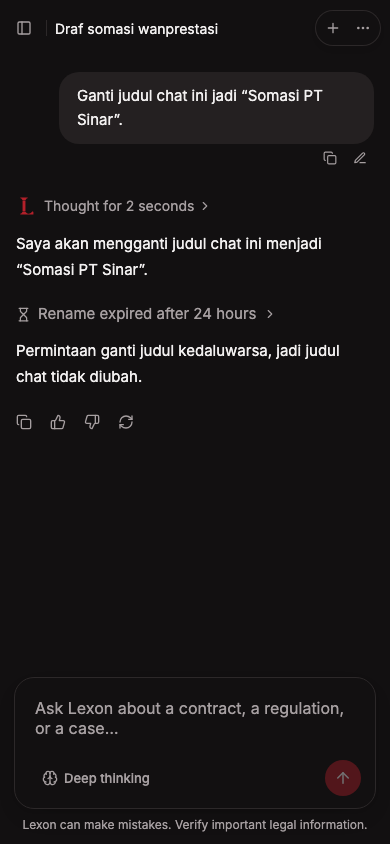 Draf somasi wanprestasi
Ganti judul chat ini jadi “Somasi PT
Sinar”.
L Thought for 2 seconds
Saya akan mengganti judul chat ini menjadi
“Somasi PT Sinar”.
Rename expired after 24 hours
Permintaan ganti judul kedaluwarsa, jadi judul
chat tidak diubah.
Ask Lexon about a contract, a regulation,
or a case...
Deep thinking
Lexon can make mistakes. Verify important legal information.